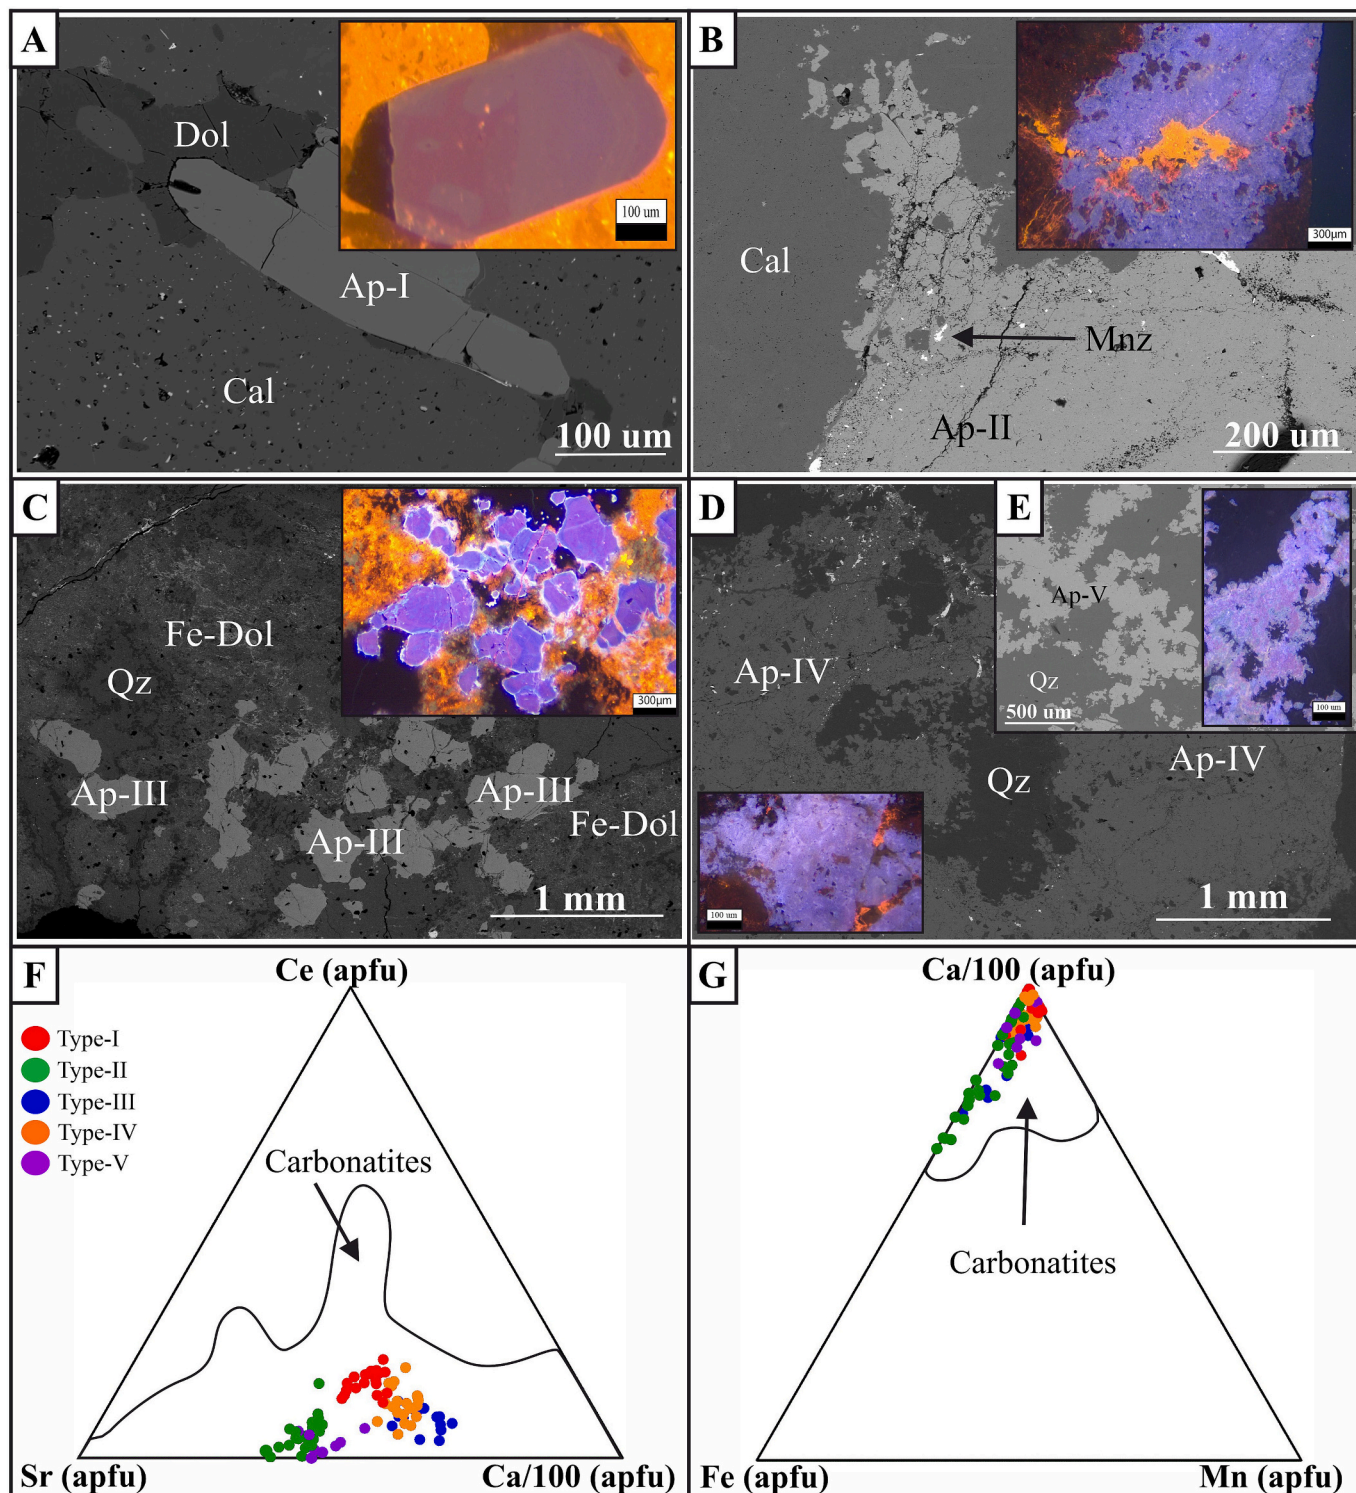 A
Dol
Ap-I
Cal
100 um
100 um
B
Cal
Mnz
Ap-II
300µm
200 um
C
Fe-Dol
Qz
300µm
Ap-III
Ap-III
Ap-III
Fe-Dol
1 mm
D
Ap-IV
Qz
Ap-IV
100 um
1 mm
E
Ap-V
Qz
500 um
100 um
F
Ce (apfu)
Type-I
Type-II
Type-III
Type-IV
Type-V
Carbonatites
Sr (apfu)
Ca/100 (apfu)
G
Ca/100 (apfu)
Carbonatites
Fe (apfu)
Mn (apfu)